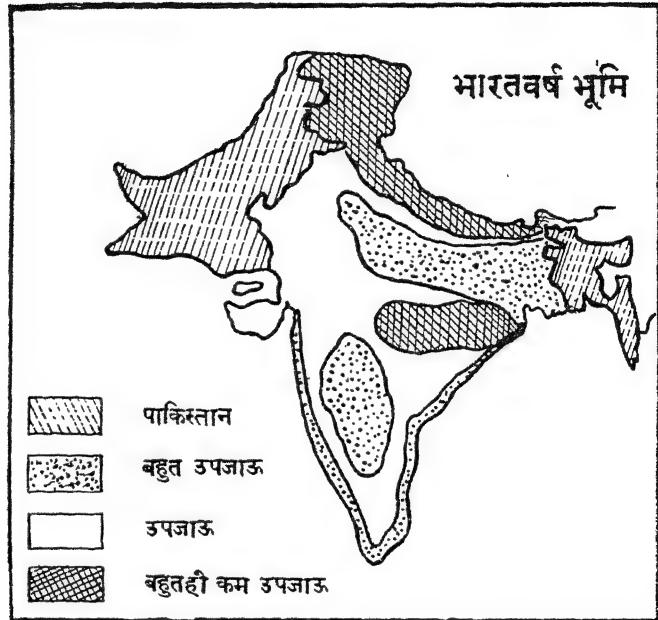 भारतवर्ष भूमि
पाकिस्तान
बहुत उपजाऊ
उपजाऊ
बहुतही कम उपजाऊ